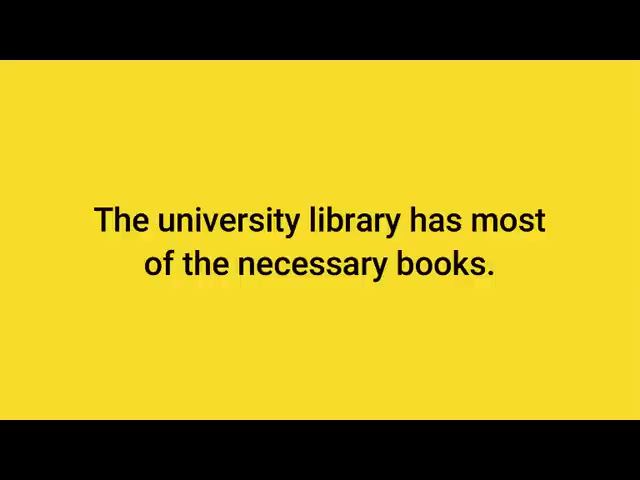 The university library has most
of the necessary books.